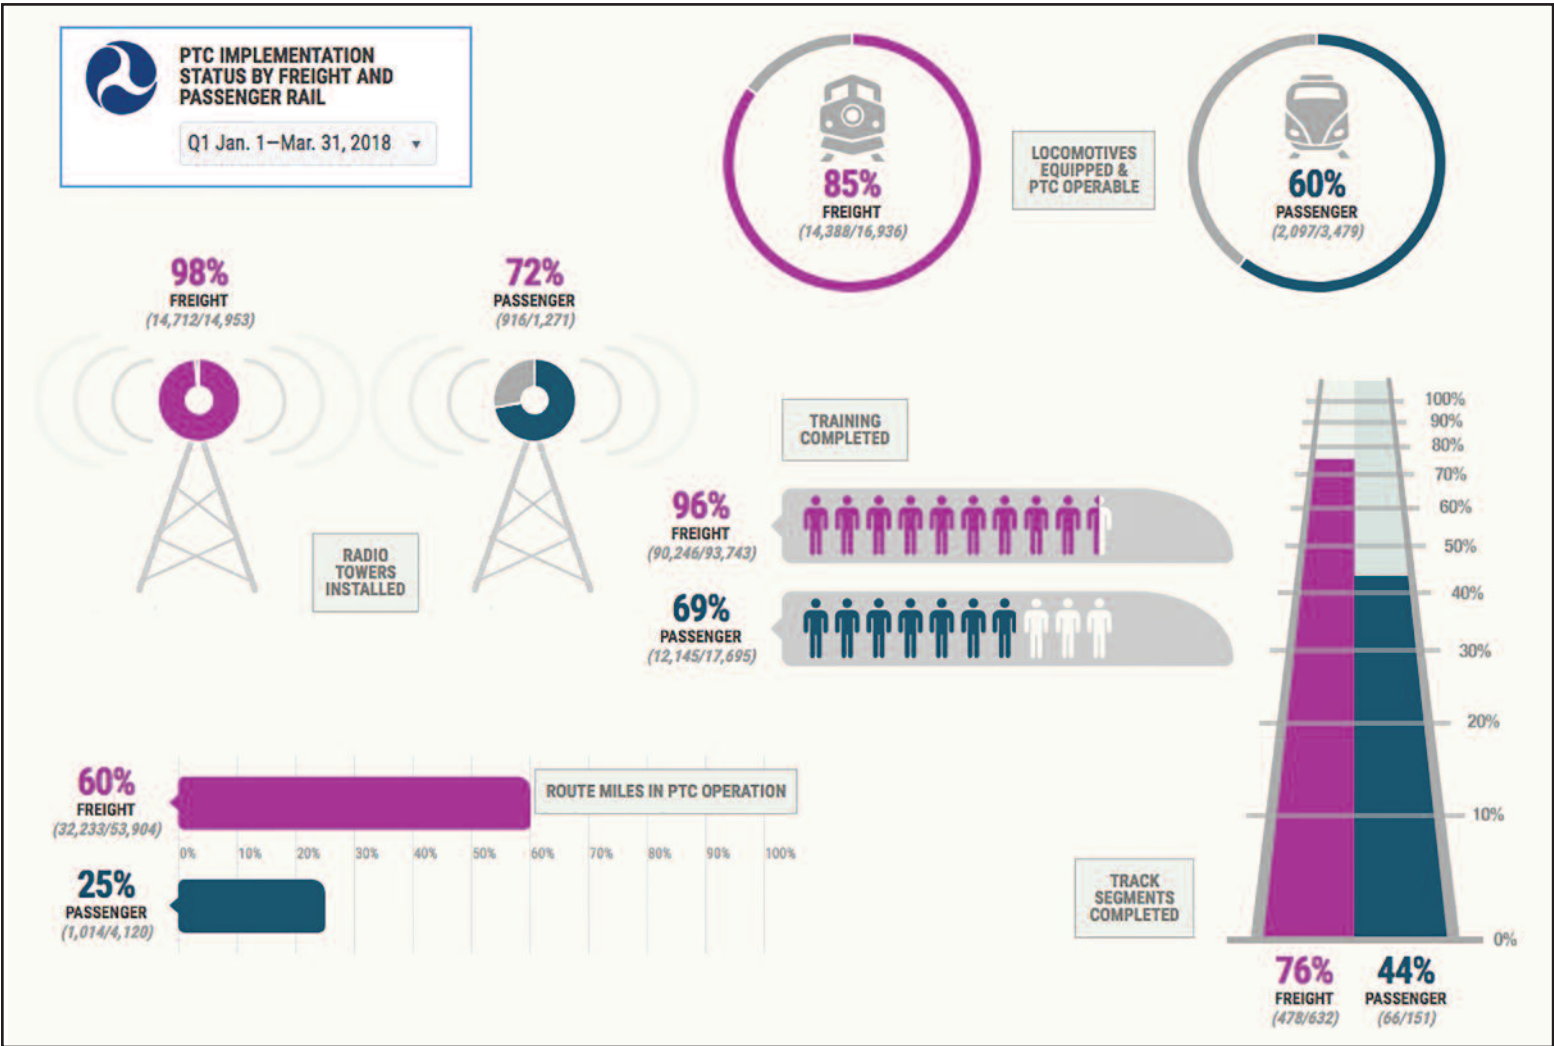 PTC IMPLEMENTATION
STATUS BY FREIGHT AND
PASSENGER RAIL
Q1 Jan. 1–Mar. 31, 2018
85%
FREIGHT
(14,388/16,936)
LOCOMOTIVES
EQUIPPED &
PTC OPERABLE
60%
PASSENGER
(2,097/3,479)
98%
FREIGHT
(14,712/14,953)
72%
PASSENGER
(916/1,271)
RADIO
TOWERS
INSTALLED
TRAINING
COMPLETED
96%
FREIGHT
(90,246/93,743)
69%
PASSENGER
(12,145/17,695)
100%
90%
80%
70%
60%
50%
40%
30%
20%
10%
0%
TRACK
SEGMENTS
COMPLETED
76%
FREIGHT
(478/632)
44%
PASSENGER
(66/151)
60%
FREIGHT
(32,233/53,904)
ROUTE MILES IN PTC OPERATION
0% 10% 20% 30% 40% 50% 60% 70% 80% 90% 100%
25%
PASSENGER
(1,014/4,120)